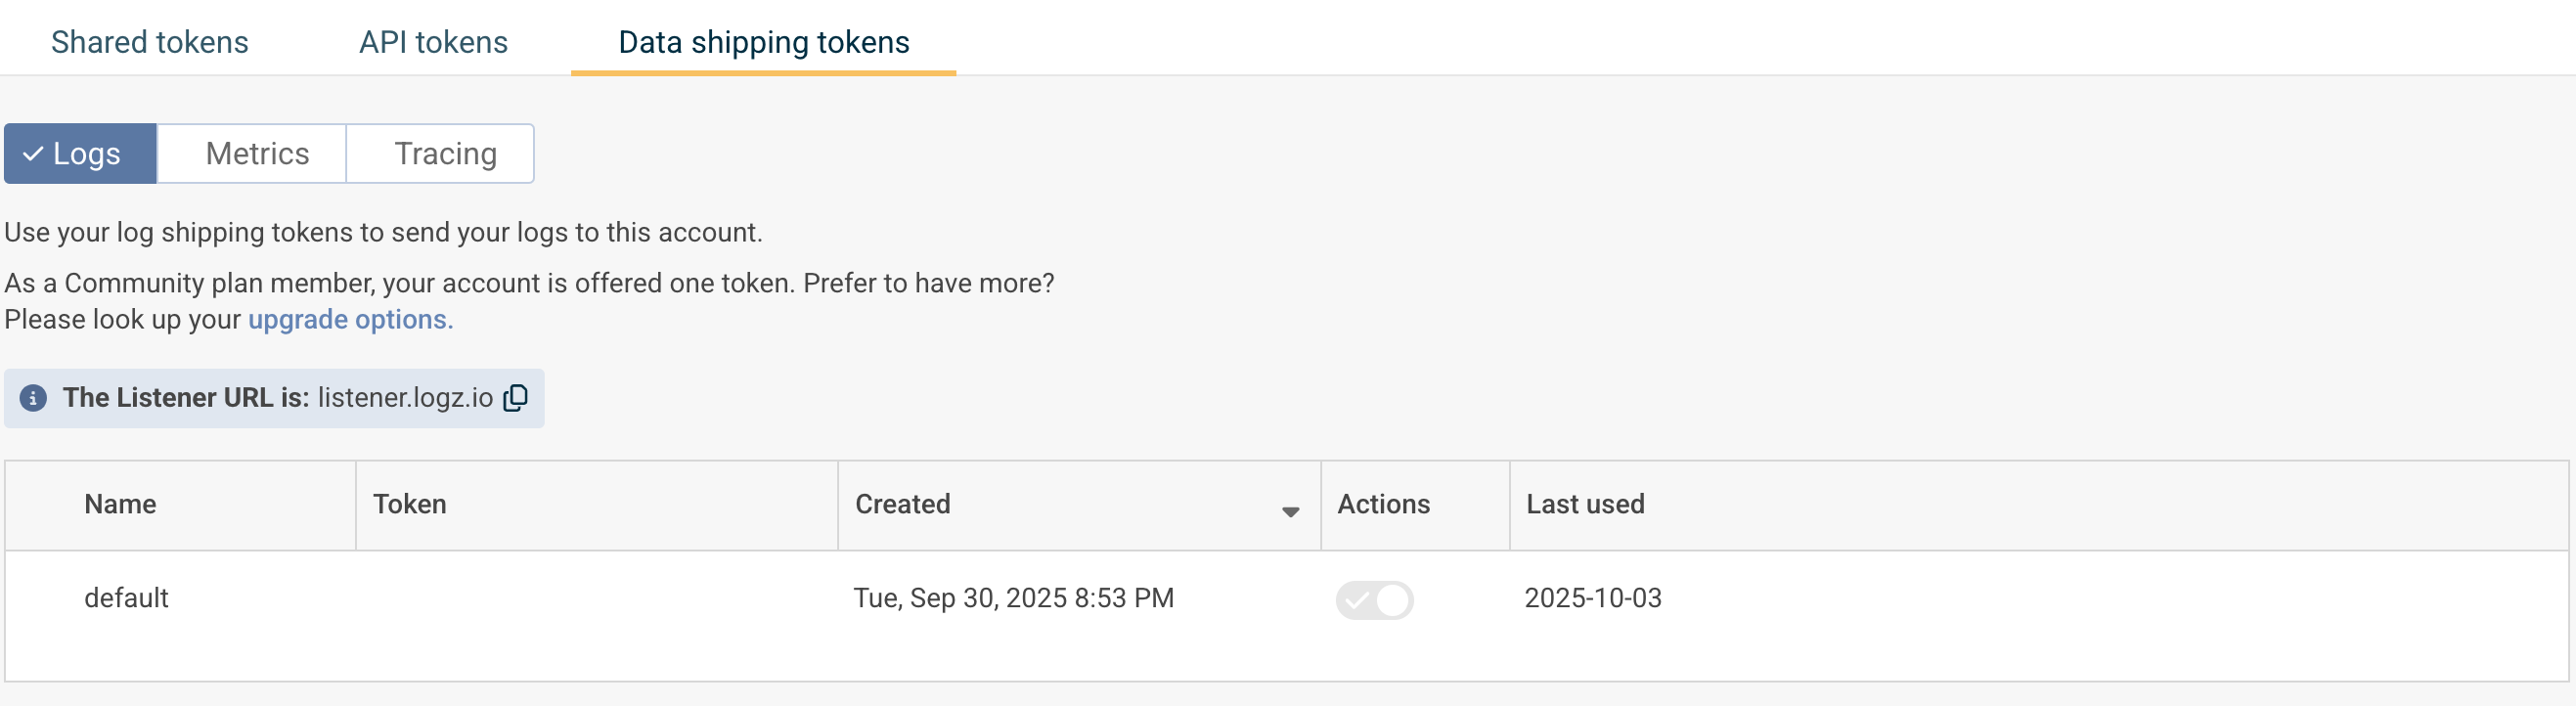 Shared tokens API tokens Data shipping tokens
Logs Metrics Tracing
Use your log shipping tokens to send your logs to this account.
As a Community plan member, your account is offered one token. Prefer to have more?
Please look up your upgrade options.
The Listener URL is: listener.logz.io
Name Token Created Actions Last used
default Tue, Sep 30, 2025 8:53 PM 2025-10-03